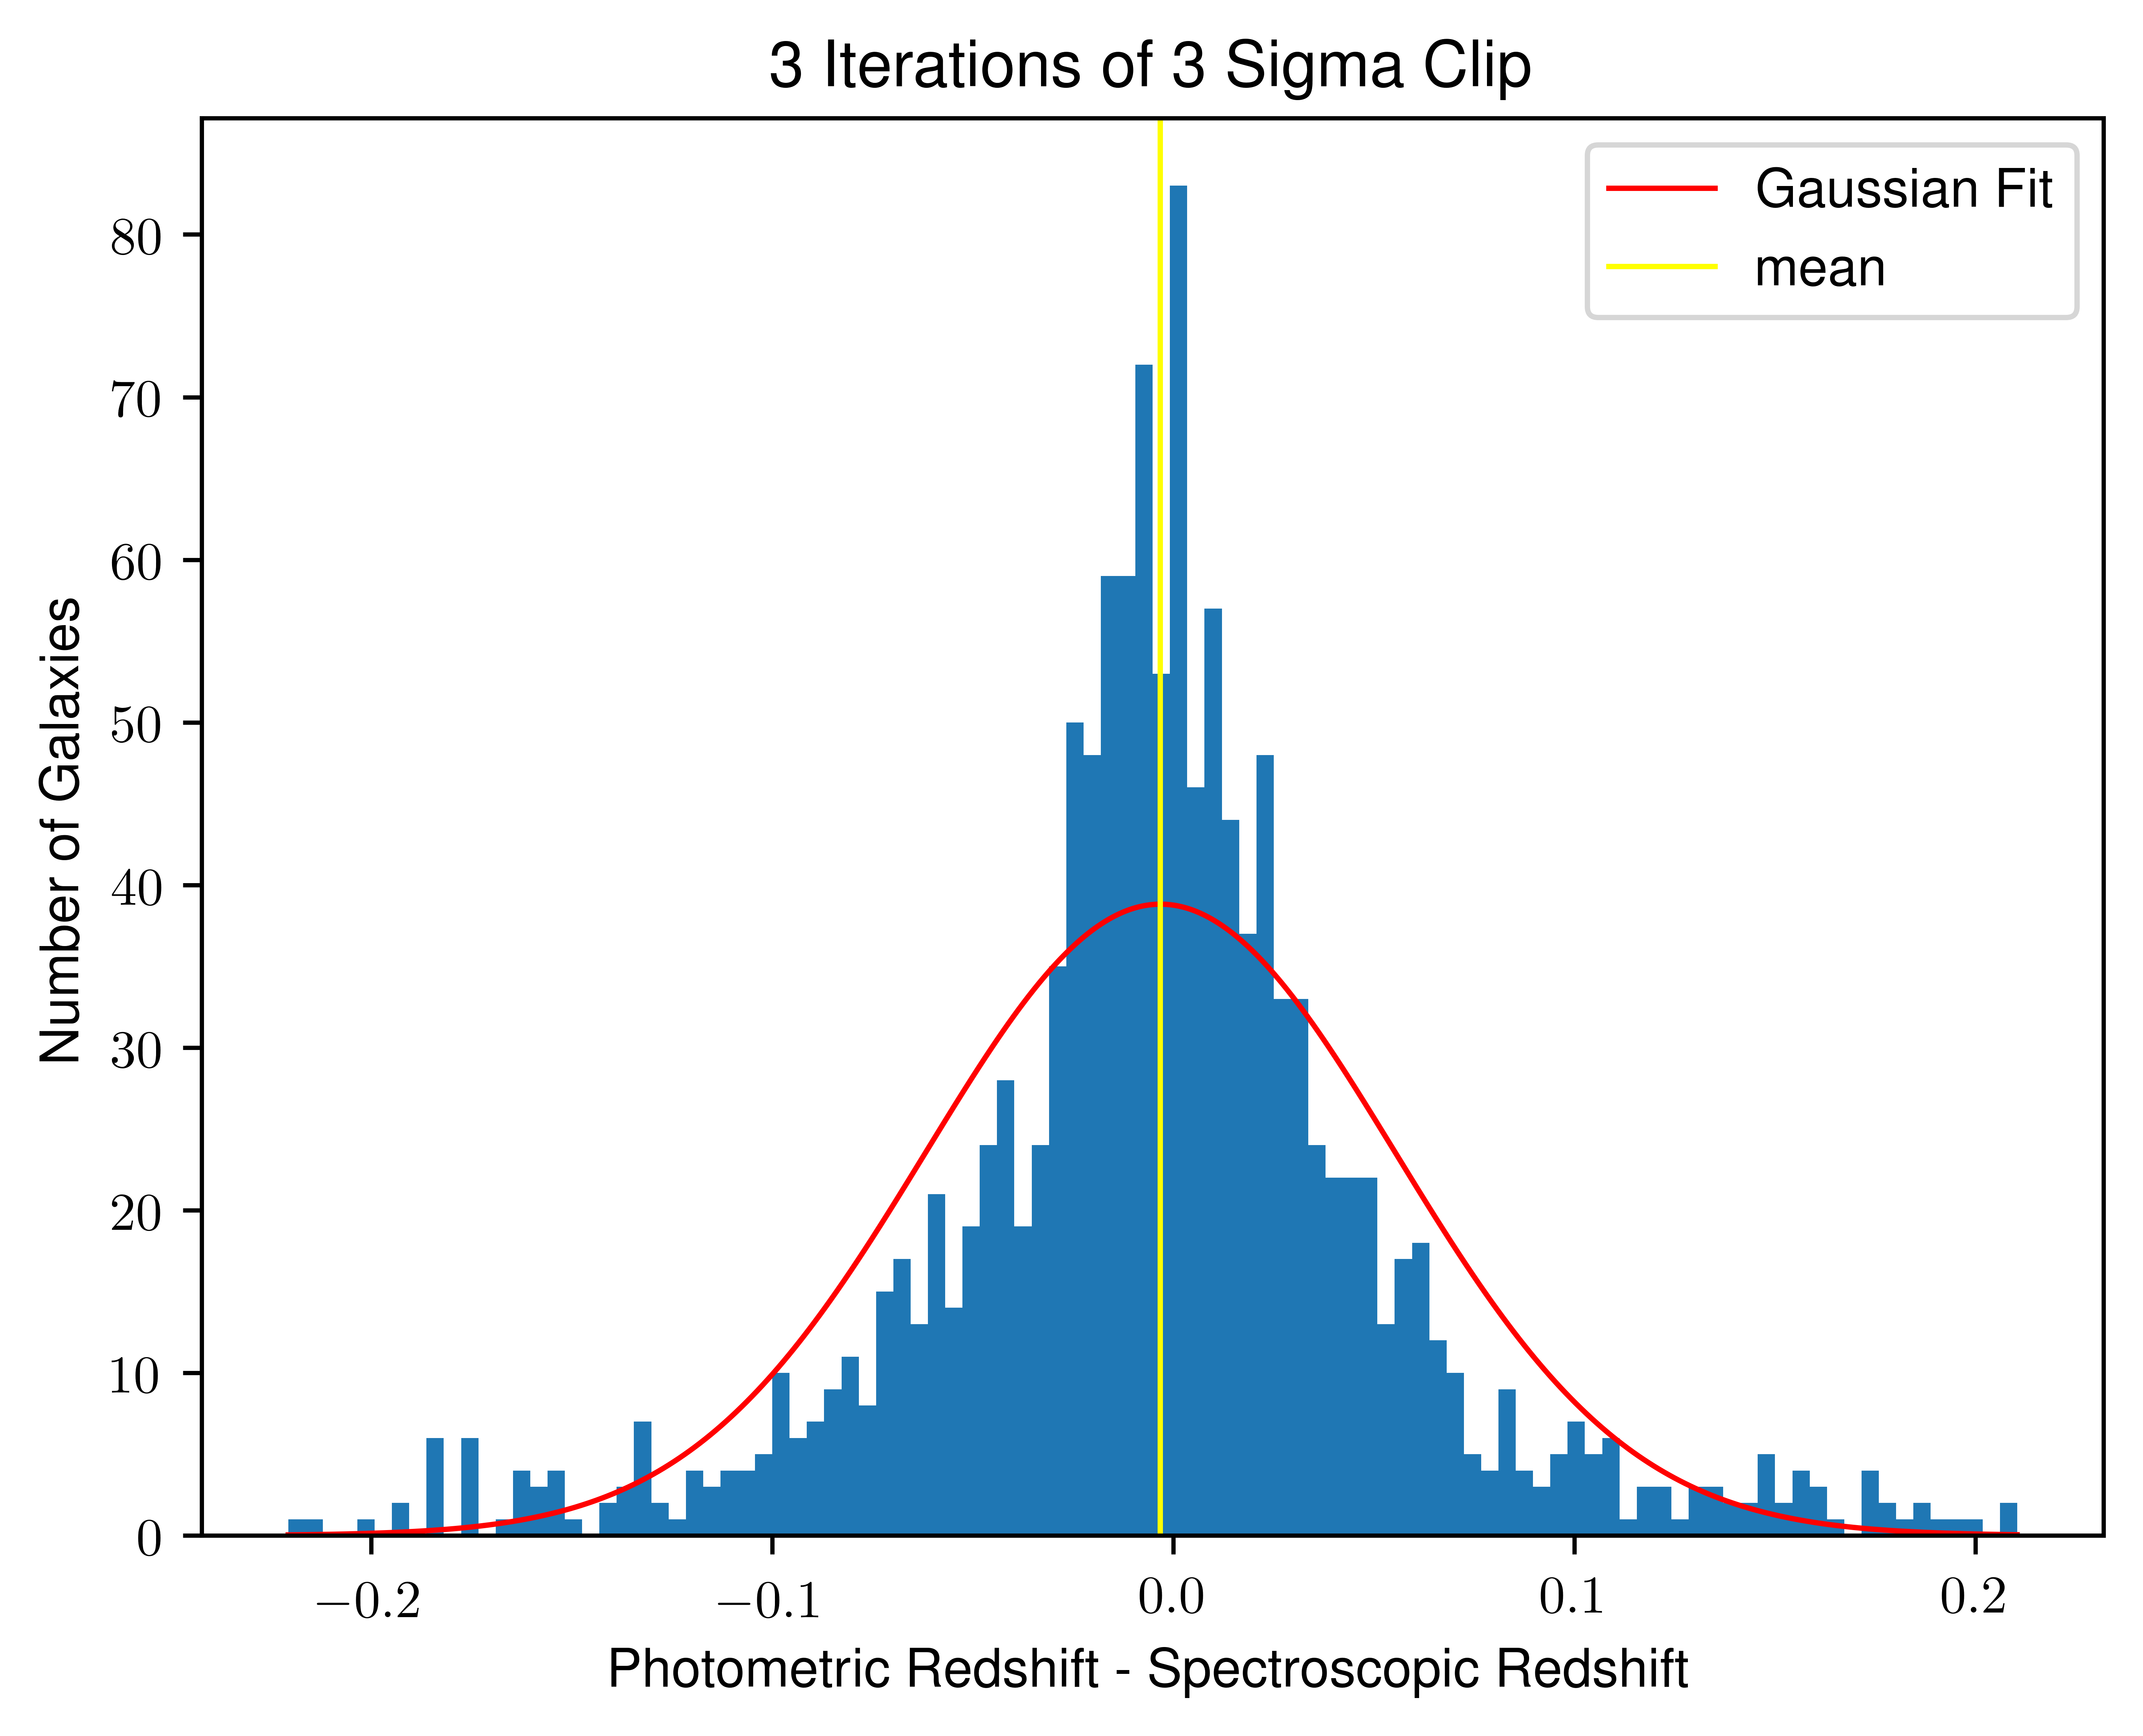 3 Iterations of 3 Sigma Clip
Gaussian Fit
mean
Number of Galaxies
80
70
60
50
40
30
20
10
0
−0.2 −0.1 0.0 0.1 0.2
Photometric Redshift - Spectroscopic Redshift